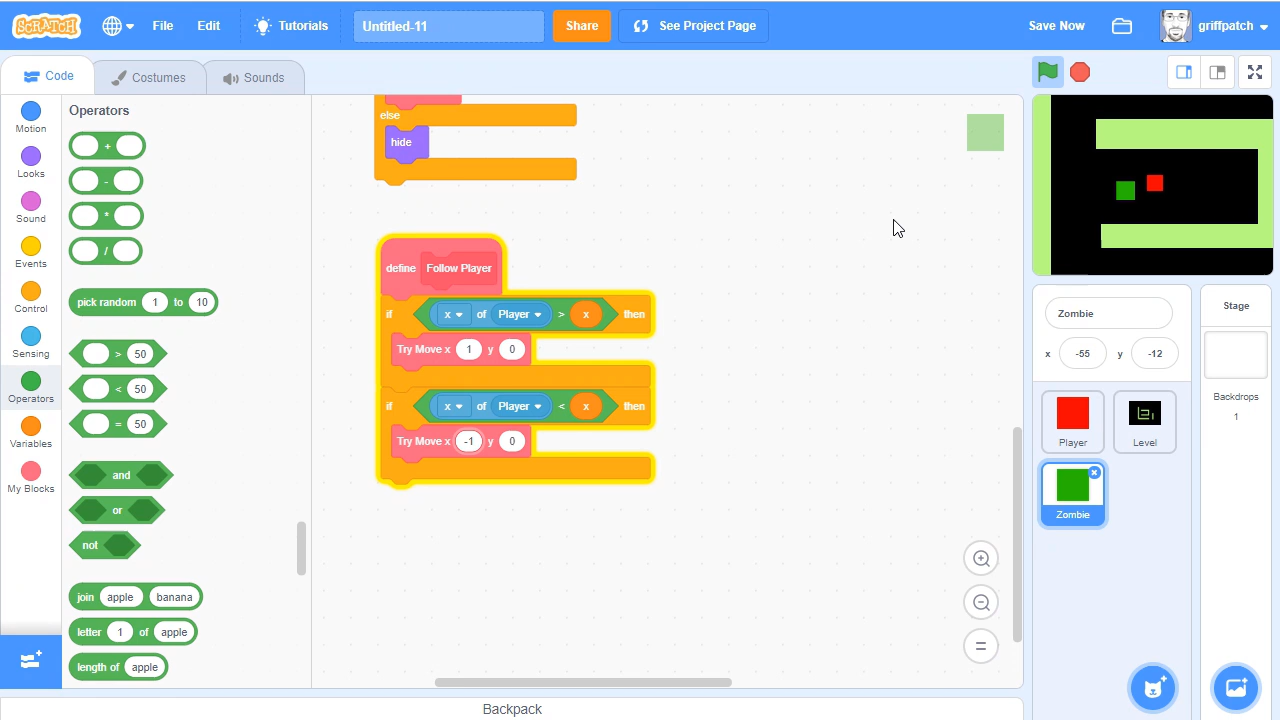 SCRATCH File Edit Tutorials Untitled-11 Share See Project Page Save Now griffpatch
Code Costumes Sounds
Motion
Looks
Sound
Events
Control
Sensing
Operators
Variables
My Blocks
Operators
+
-
*
/
pick random 1 to 10
> 50
< 50
= 50
and
or
not
join apple banana
letter 1 of apple
length of apple
else
hide
define Follow Player
if x of Player > x then
Try Move x 1 y 0
if x of Player < x then
Try Move x -1 y 0
Zombie
x -55 y -12
Player
Level
Zombie
Stage
Backdrops
1
Backpack